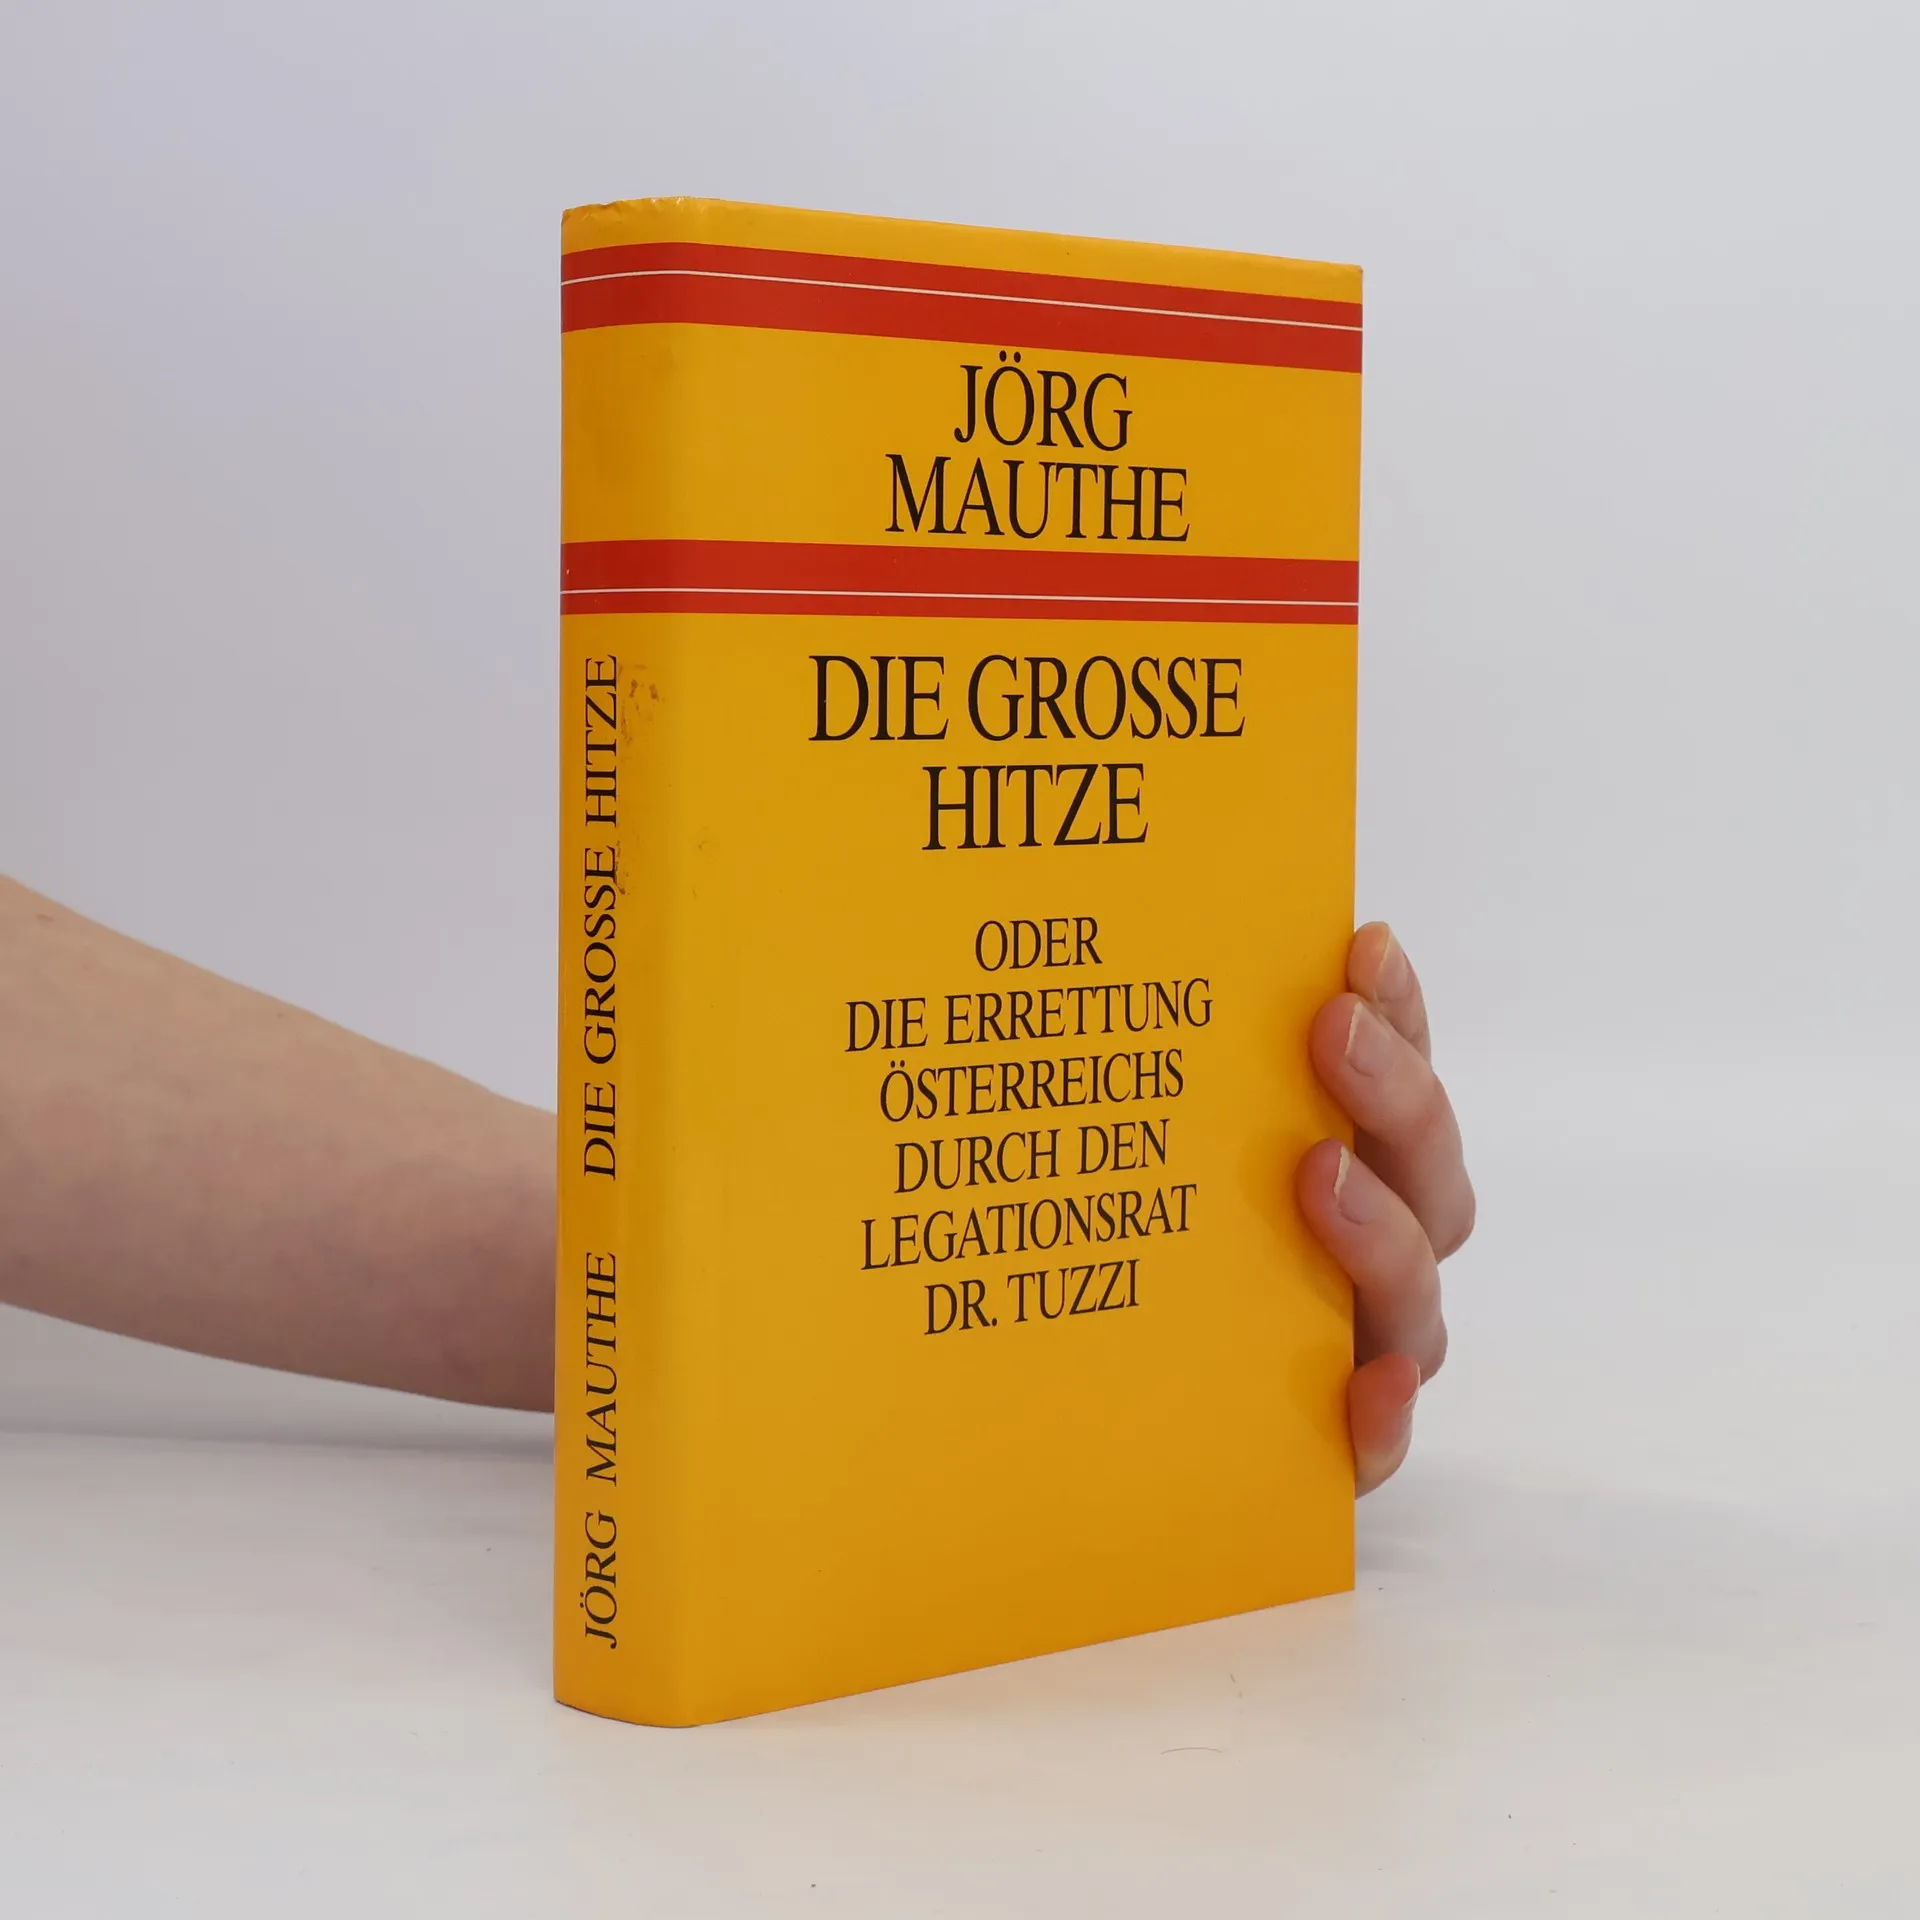 JÖRG
MAUTHE
DIE GROSSE
HITZE
ODER
DIE ERRETTUNG
ÖSTERREICHS
DURCH DEN
LEGATIONSRAT
DR. TUZZI
JÖRG MAUTHE DIE GROSSE HITZE